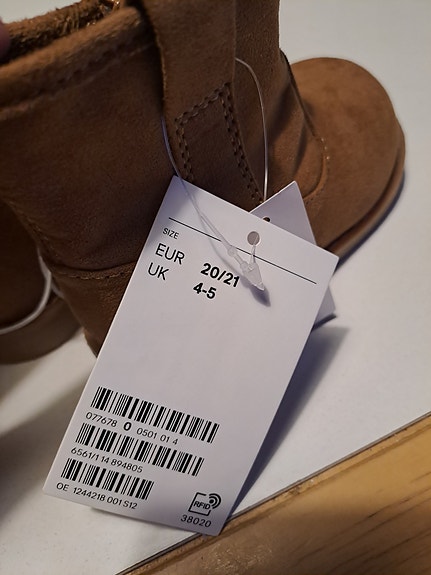 SIZE
EUR 20/21
UK 4-5
077678 0 0501 01 4
6561/114 894805
OE 1244218 001 S12
RFID
38020